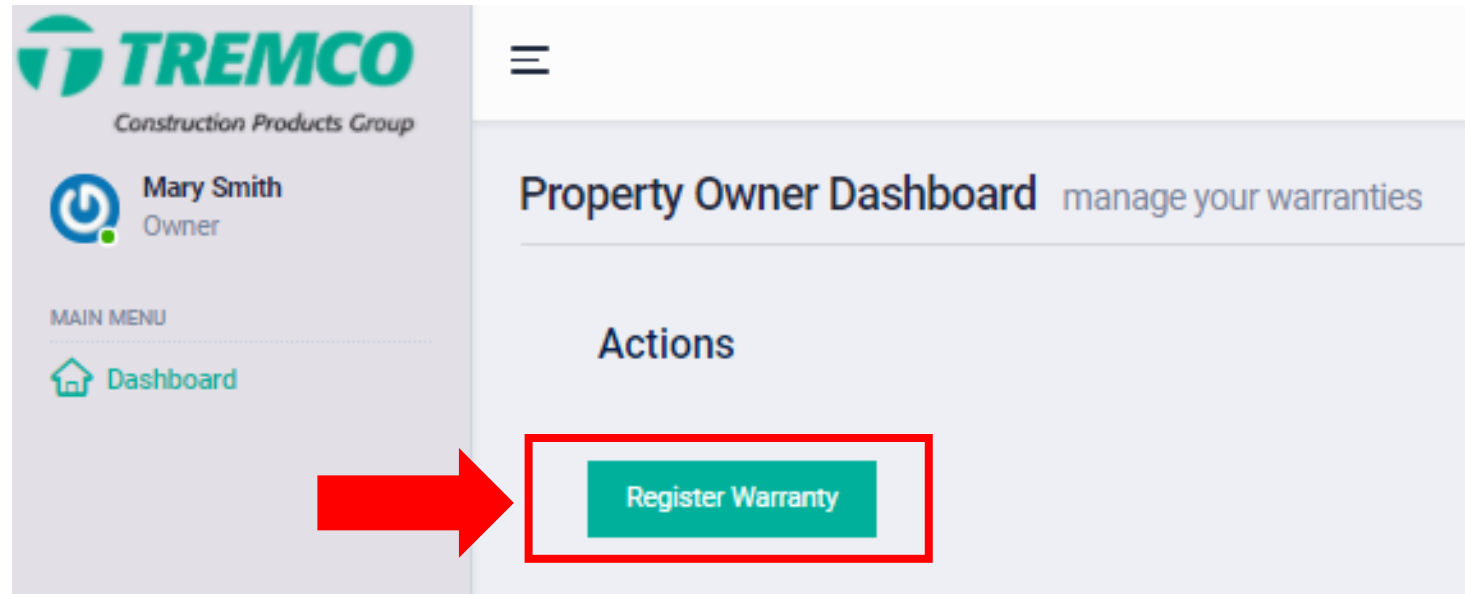 TREMCO
Construction Products Group
Mary Smith
Owner
MAIN MENU
Dashboard
Property Owner Dashboard manage your warranties
Actions
Register Warranty